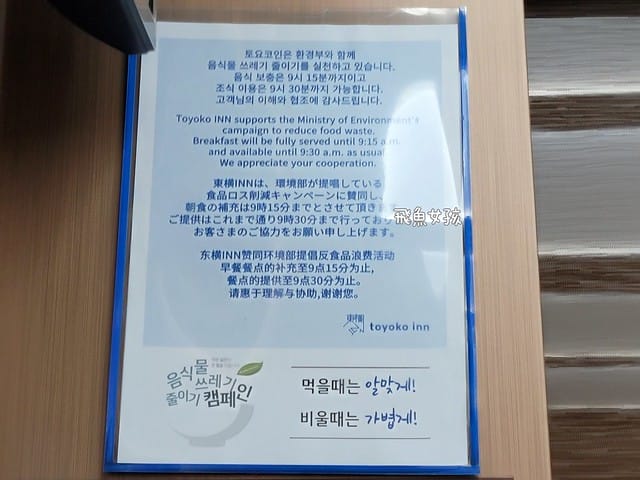 토요코인은 환경부와 함께
음식물 쓰레기 줄이기를 실천하고 있습니다.
음식 보충은 9시 15분까지이고
조식 이용은 9시 30분까지 가능합니다.
고객님의 이해와 협조에 감사드립니다.
Toyoko INN supports the Ministry of Environment's
campaign to reduce food waste.
Breakfast will be fully served until 9:15 a.m.
and available until 9:30 a.m. as usual
We appreciate your cooperation.
東横INNは、環境部が提唱している
食品ロス削減キャンペーンに賛同し、
朝食の補充は9時15分までとさせて頂きま
ご提供はこれまで通り9時30分まで行っており
お客さまのご協力をお願い申し上げます。
飛魚女孩
东横INN赞同环境部提倡反食品浪费活动
早餐餐点的补充至9点15分为止,
餐点的提供至9点30分为止。
请惠于理解与协助,谢谢您。
東横INN toyoko inn
음식물
쓰레기
줄이기 캠페인
먹을때는 알맞게!
비울때는 가볍게!